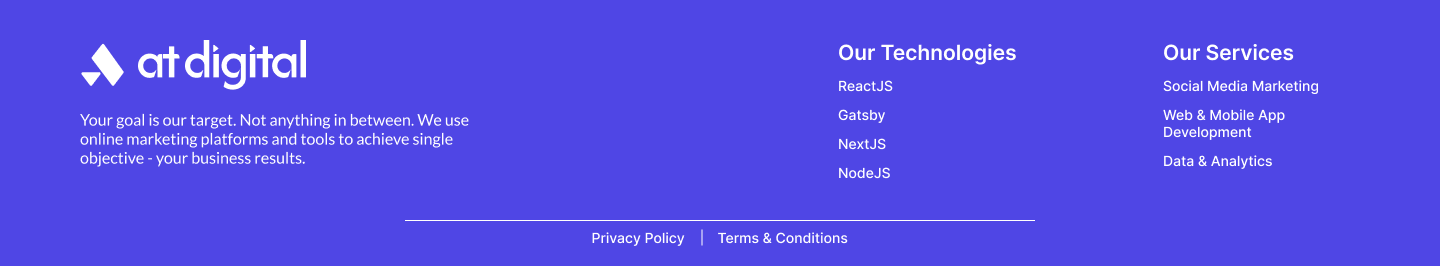 at digital
Your goal is our target. Not anything in between. We use
online marketing platforms and tools to achieve single
objective - your business results.
Our Technologies
ReactJS
Gatsby
NextJS
NodeJS
Our Services
Social Media Marketing
Web & Mobile App
Development
Data & Analytics
Privacy Policy | Terms & Conditions